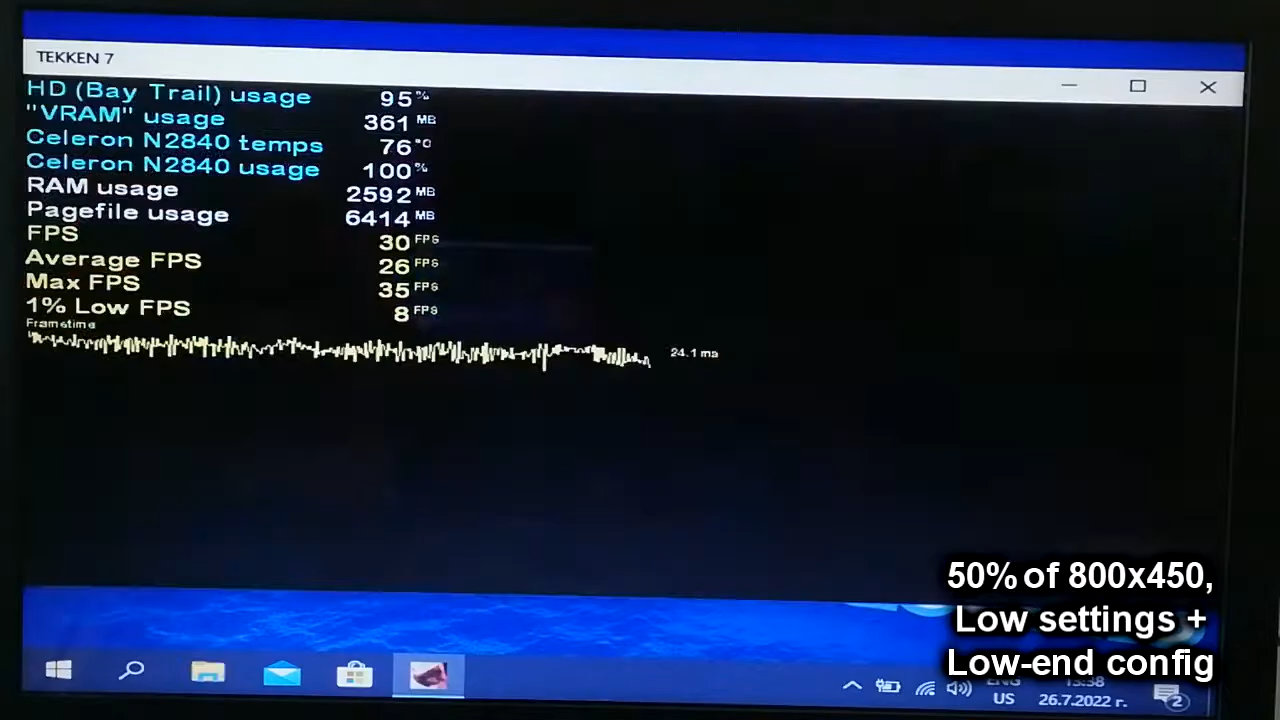 TEKKEN 7
HD (Bay Trail) usage 95 %
"VRAM" usage 361 MB
Celeron N2840 temps 76 °C
Celeron N2840 usage 100 %
RAM usage 2592 MB
Pagefile usage 6414 MB
FPS 30 FPS
Average FPS 26 FPS
Max FPS 35 FPS
1% Low FPS 8 FPS
Frametime
24.1 ms
50% of 800x450,
Low settings +
Low-end config
ENG 13:38
US 26.7.2022 г.
2